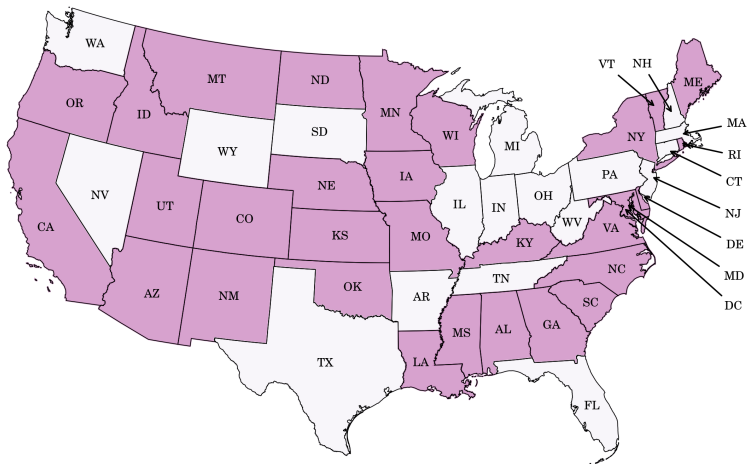 WA
VT NH
MT ND ME
OR MN
ID SD WI MI NY MA
WY RI
NE IA PA CT
NV UT IL IN OH NJ
CO WV
CA KS MO KY VA DE
MD
AZ NM OK AR TN NC DC
SC
MS AL GA
TX LA
FL